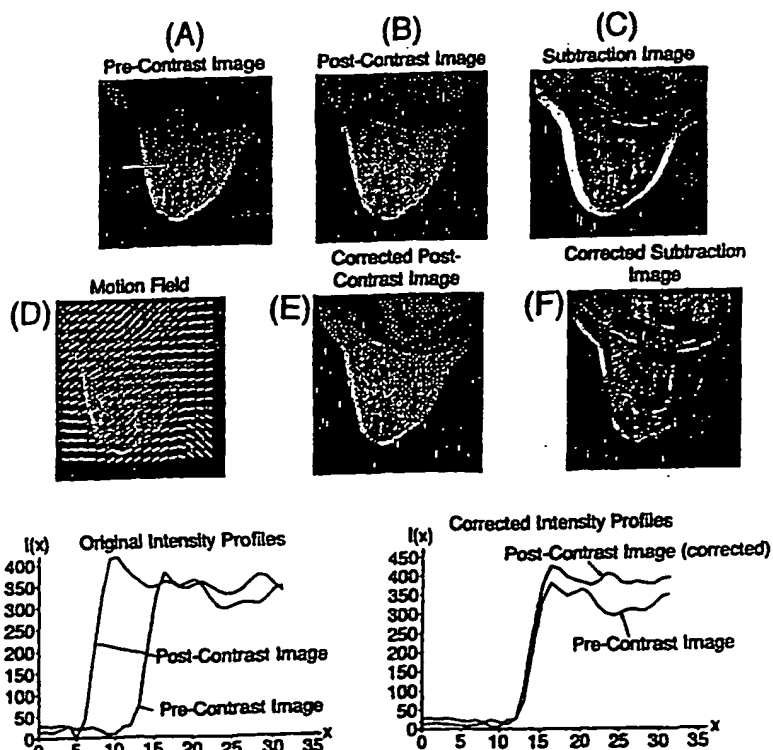 (A)
Pre-Contrast Image
(B)
Post-Contrast Image
(C)
Subtraction Image
(D)
Motion Field
(E)
Corrected Post-
Contrast Image
(F)
Corrected Subtraction
Image
I(x)
Original Intensity Profiles
400
350
300
250
200
150
100
50
0
Post-Contrast Image
Pre-Contrast Image
0 5 10 15 20 25 30 35
x
I(x)
Corrected Intensity Profiles
450
400
350
300
250
200
150
100
50
0
Post-Contrast Image (corrected)
Pre-Contrast Image
0 5 10 15 20 25 30 35
x